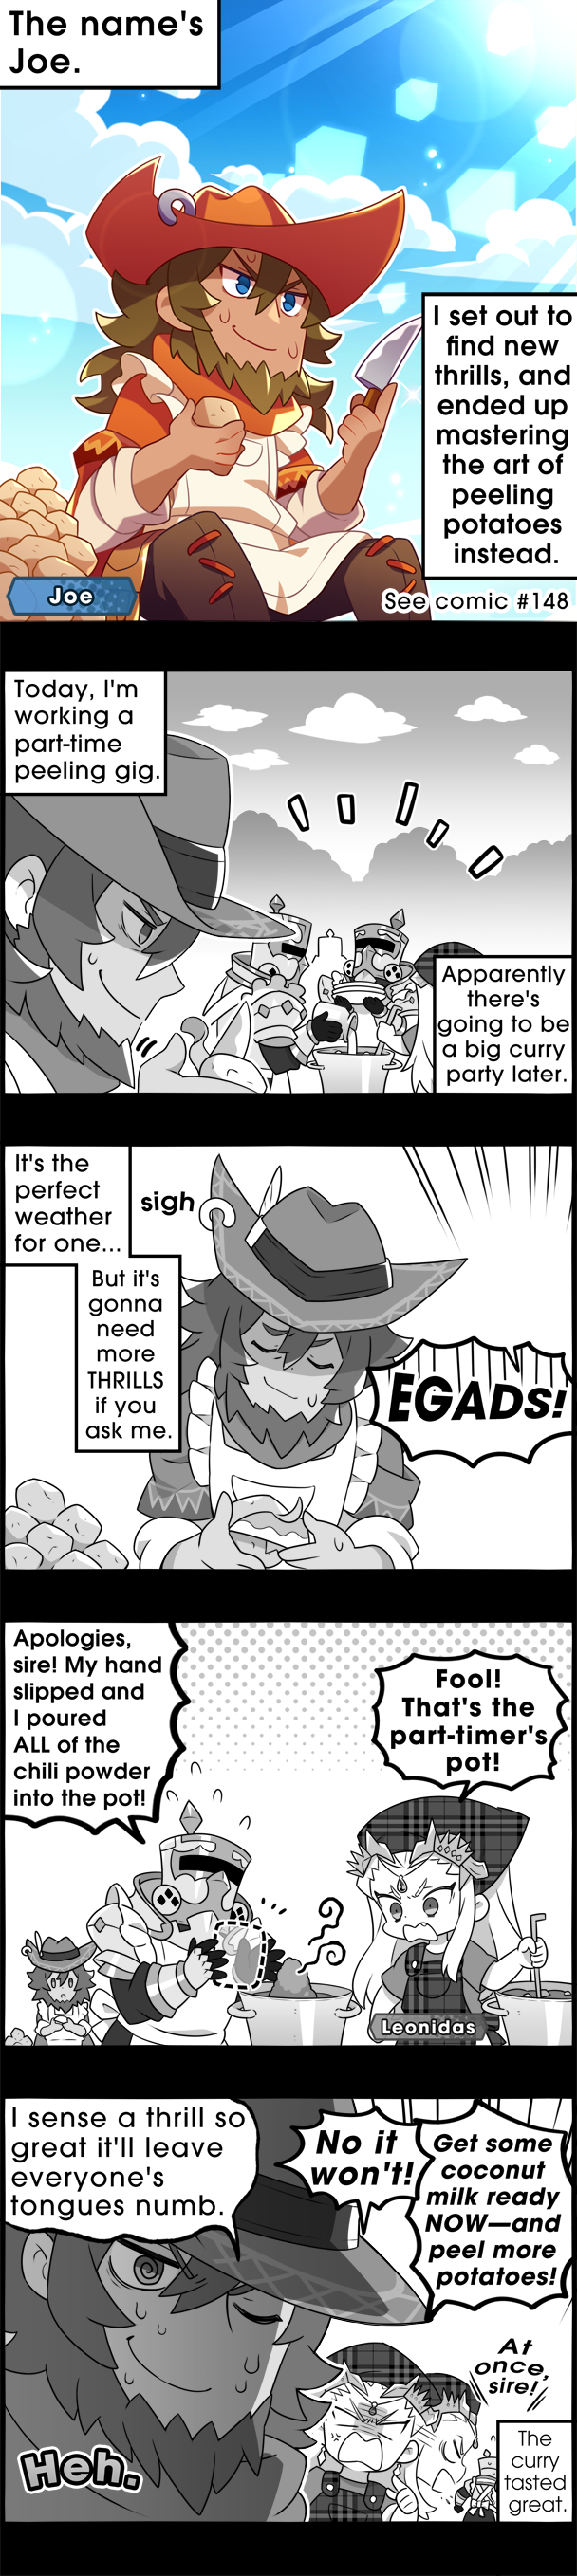 The name's
Joe.
I set out to
find new
thrills, and
ended up
mastering
the art of
peeling
potatoes
instead.
Joe
See comic #148
Today, I'm
working a
part-time
peeling gig.
Apparently
there's
going to be
a big curry
party later.
It's the
perfect
weather
for one...
sigh
But it's
gonna
need
more
THRILLS
if you
ask me.
EGADS!
Apologies,
sire! My hand
slipped and
I poured
ALL of the
chili powder
into the pot!
Fool!
That's the
part-timer's
pot!
Leonidas
I sense a thrill so
great it'll leave
everyone's
tongues numb.
No it
won't!
Get some
coconut
milk ready
NOW—and
peel more
potatoes!
At
once,
sire!
Heh.
The
curry
tasted
great.